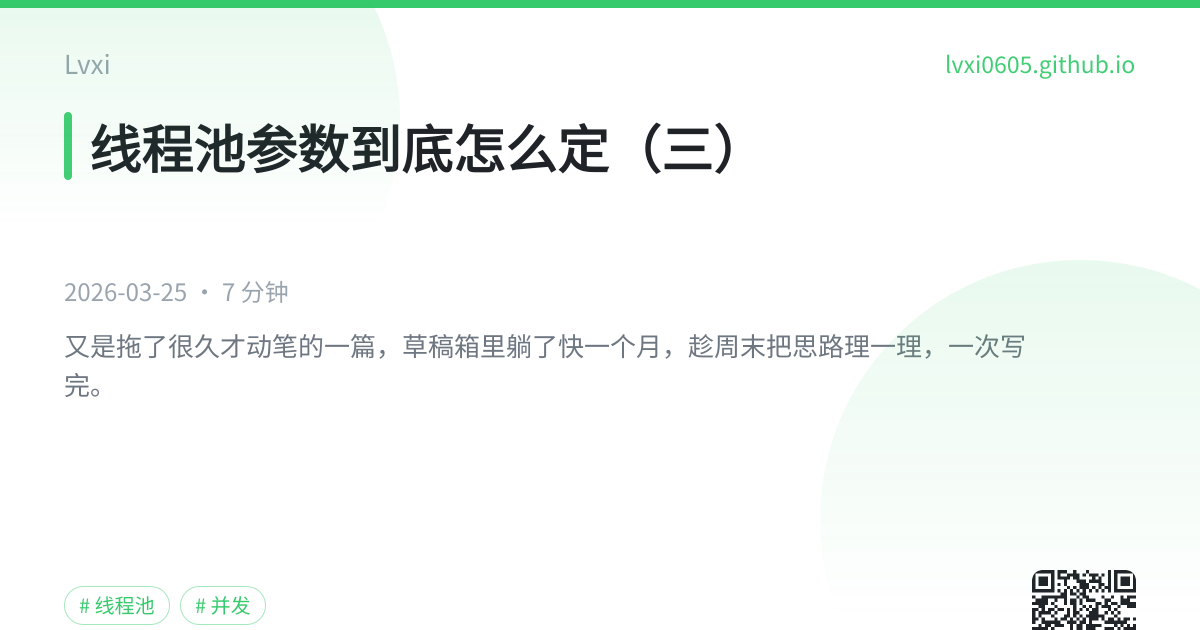 Lvxi
lvxi0605.github.io
线程池参数到底怎么定（三）
2026-03-25 · 7 分钟
又是拖了很久才动笔的一篇，草稿箱里躺了快一个月，趁周末把思路理一理，一次写
完。
# 线程池
# 并发